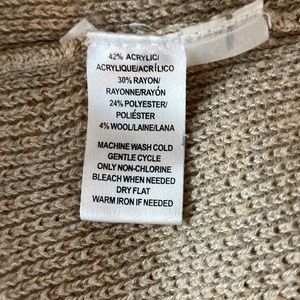 42% ACRYLIC/
ACRYLIQUE/ACRÍLICO
30% RAYON/
RAYONNE/RAYÓN
24% POLYESTER/
POLIÉSTER
4% WOOL/LAINE/LANA
MACHINE WASH COLD
GENTLE CYCLE
ONLY NON-CHLORINE
BLEACH WHEN NEEDED
DRY FLAT
WARM IRON IF NEEDED